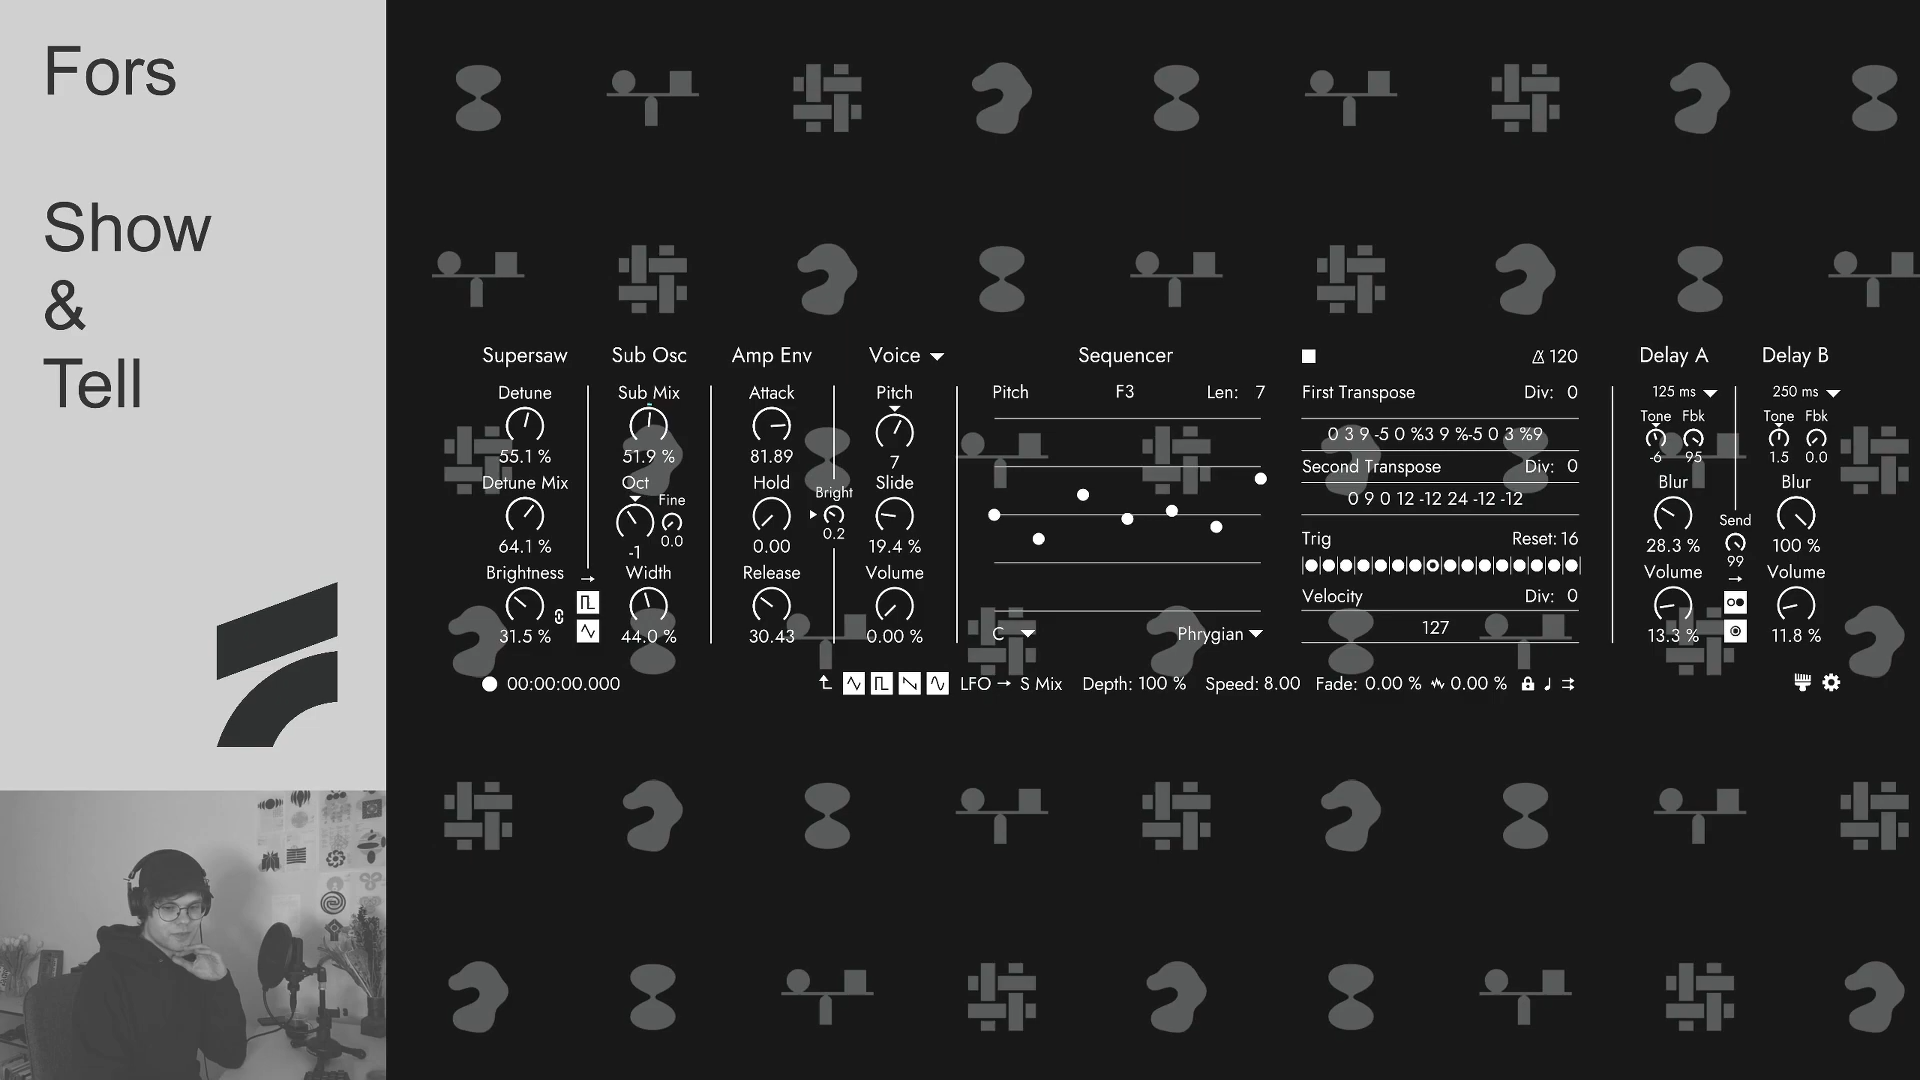 Fors
Show
&
Tell
Supersaw
Detune
55.1 %
Detune Mix
64.1 %
Brightness
31.5 %
Sub Osc
Sub Mix
51.9 %
Oct
-1
Fine
0.0
Width
44.0 %
Amp Env
Attack
81.89
Hold
0.00
Release
30.43
Bright
0.2
Voice
Pitch
7
Slide
19.4 %
Volume
0.00 %
Sequencer
Pitch F3 Len: 7
C Phrygian
120
First Transpose Div: 0
0 3 9 -5 0 %3 9 %-5 0 3 %9
Second Transpose Div: 0
0 9 0 12 -12 24 -12 -12
Trig Reset: 16
Velocity Div: 0
127
Delay A
125 ms
Tone Fbk
-6 95
Blur
28.3 %
Volume
13.3 %
Send
99
Delay B
250 ms
Tone Fbk
1.5 0.0
Blur
100 %
Volume
11.8 %
00:00:00.000
LFO → S Mix Depth: 100 % Speed: 8.00 Fade: 0.00 % 0.00 %